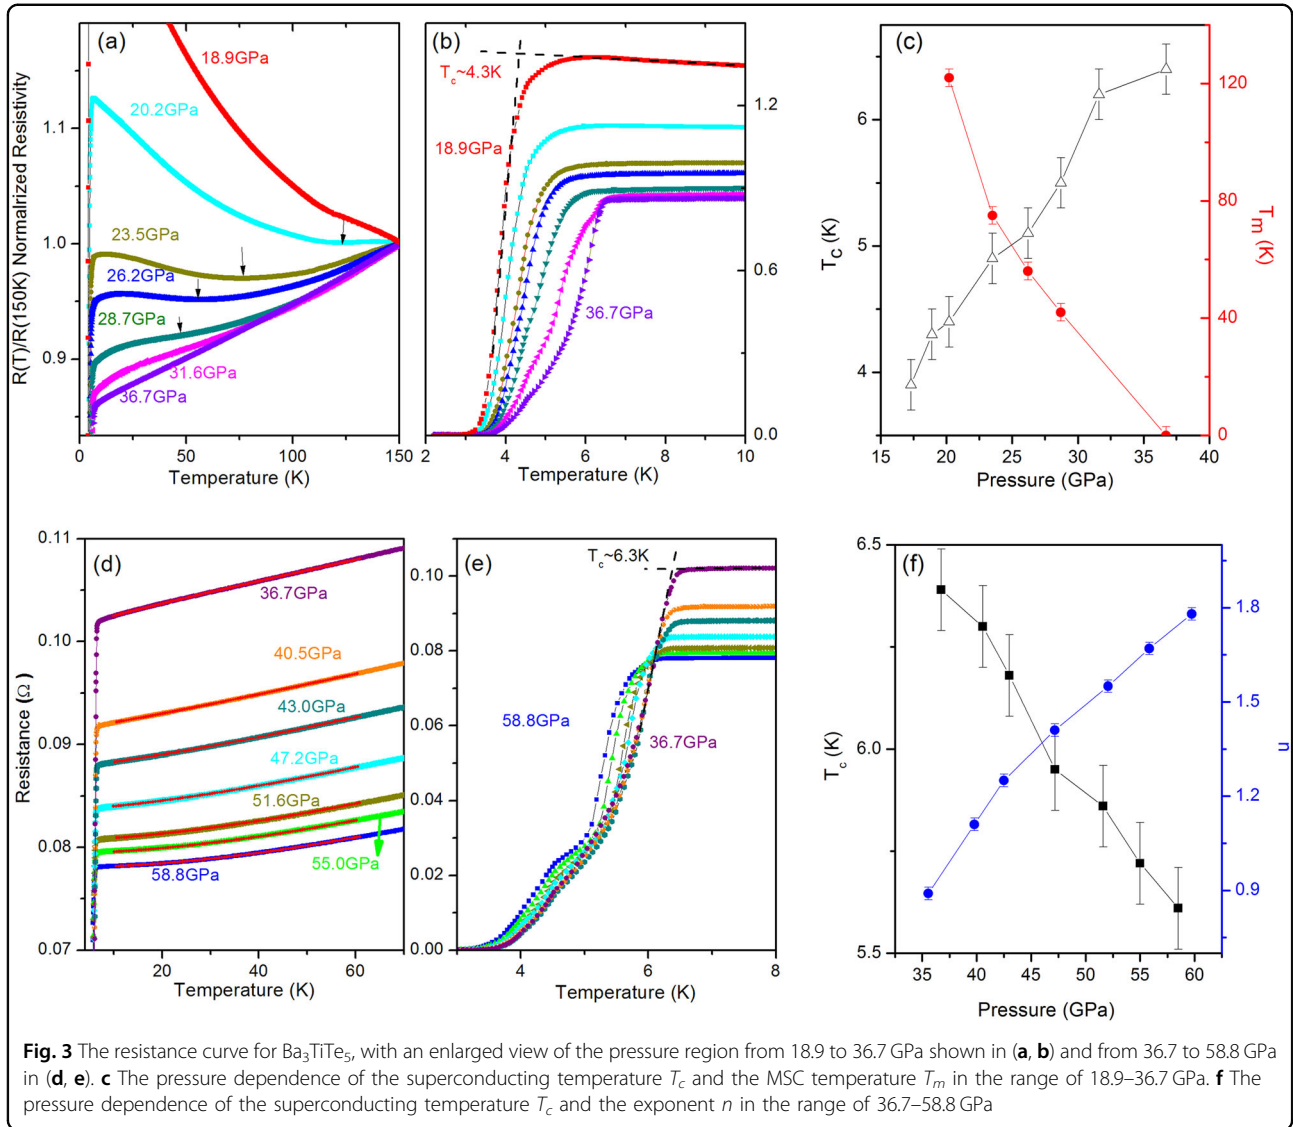 (a)
18.9GPa
20.2GPa
23.5GPa
26.2GPa
28.7GPa
31.6GPa
36.7GPa
R(T)/R(150K) Normalrized Resistivity
1.1
1.0
0.9
0 50 100 150
Temperature (K)
(b)
T_c~4.3K
18.9GPa
36.7GPa
1.2
0.6
0.0
2 4 6 8 10
Temperature (K)
(c)
T_C (K)
6
5
4
T_m (K)
120
80
40
0
15 20 25 30 35 40
Pressure (GPa)
(d)
36.7GPa
40.5GPa
43.0GPa
47.2GPa
51.6GPa
55.0GPa
58.8GPa
Resistance (Ω)
0.11
0.10
0.09
0.08
0.07
20 40 60
Temperature (K)
(e)
T_c~6.3K
58.8GPa
36.7GPa
0.10
0.08
0.06
0.04
0.02
0.00
4 6 8
Temperature (K)
(f)
T_c (K)
6.5
6.0
5.5
n
1.8
1.5
1.2
0.9
35 40 45 50 55 60
Pressure (GPa)
Fig. 3 The resistance curve for Ba₃TiTe₅, with an enlarged view of the pressure region from 18.9 to 36.7 GPa shown in (a, b) and from 36.7 to 58.8 GPa
in (d, e). c The pressure dependence of the superconducting temperature T_c and the MSC temperature T_m in the range of 18.9–36.7 GPa. f The
pressure dependence of the superconducting temperature T_c and the exponent n in the range of 36.7–58.8 GPa